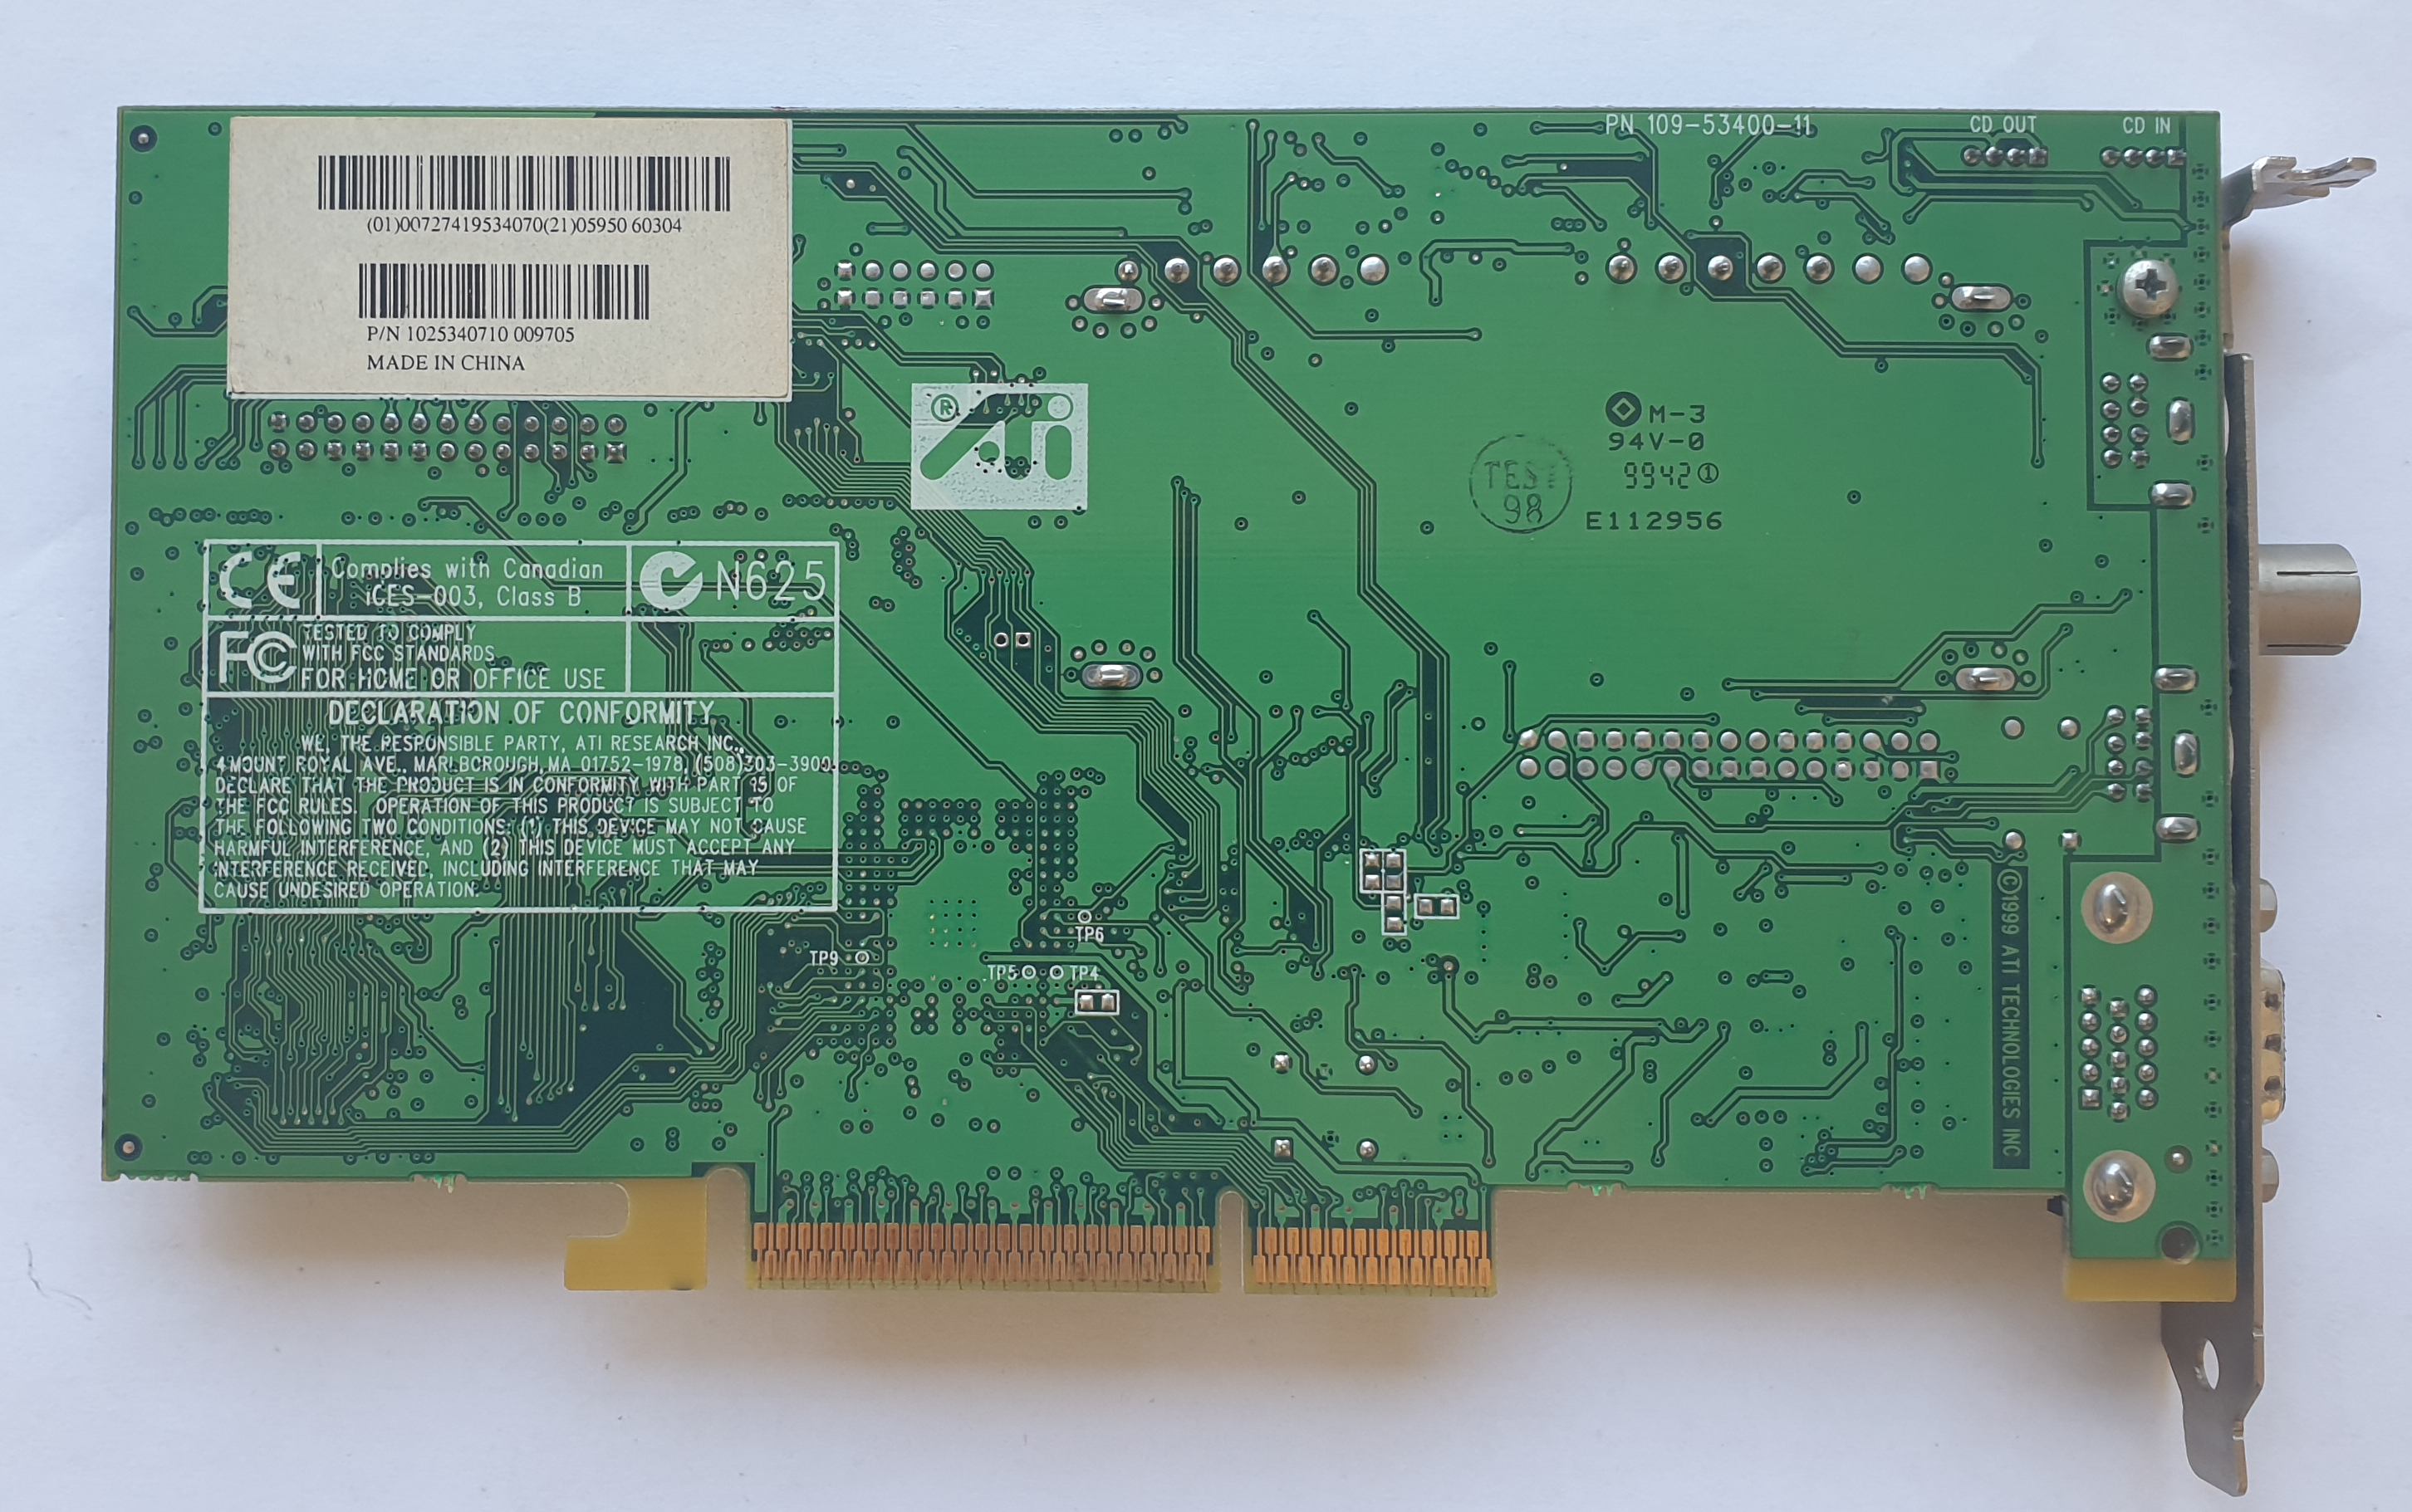 (01)00727419534070(21)05950 60304
P/N 1025340710 009705
MADE IN CHINA
PN 109-53400-11
CD OUT
CD IN
® ATi
M-3
94V-0
9942 ①
E112956
TEST
98
CE
Complies with Canadian
iCES-003, Class B
N625
FC
TESTED TO COMPLY
WITH FCC STANDARDS
FOR HOME OR OFFICE USE
DECLARATION OF CONFORMITY
WE, THE RESPONSIBLE PARTY, ATI RESEARCH INC.,
4 MOUNT ROYAL AVE., MARLBOROUGH, MA 01752-1978, (508)303-3900.
DECLARE THAT THE PRODUCT IS IN CONFORMITY WITH PART 15 OF
THE FCC RULES. OPERATION OF THIS PRODUCT IS SUBJECT TO
THE FOLLOWING TWO CONDITIONS: (1) THIS DEVICE MAY NOT CAUSE
HARMFUL INTERFERENCE, AND (2) THIS DEVICE MUST ACCEPT ANY
INTERFERENCE RECEIVED, INCLUDING INTERFERENCE THAT MAY
CAUSE UNDESIRED OPERATION.
TP9
TP6
TP5
TP4
©1999 ATI TECHNOLOGIES INC